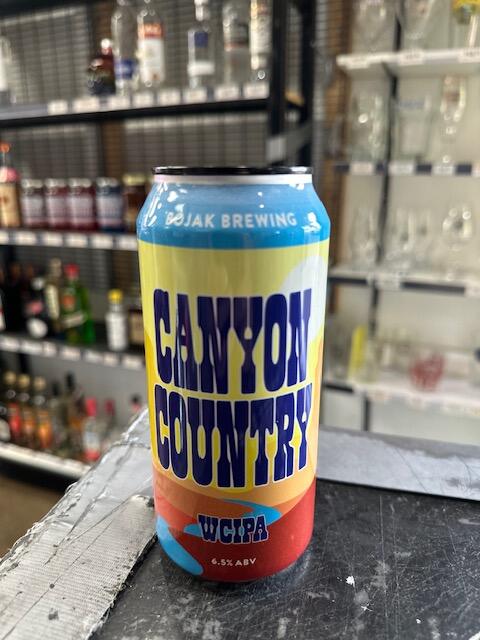 BOJAK BREWING
CANYON
COUNTRY
WCIPA
6.5% ABV